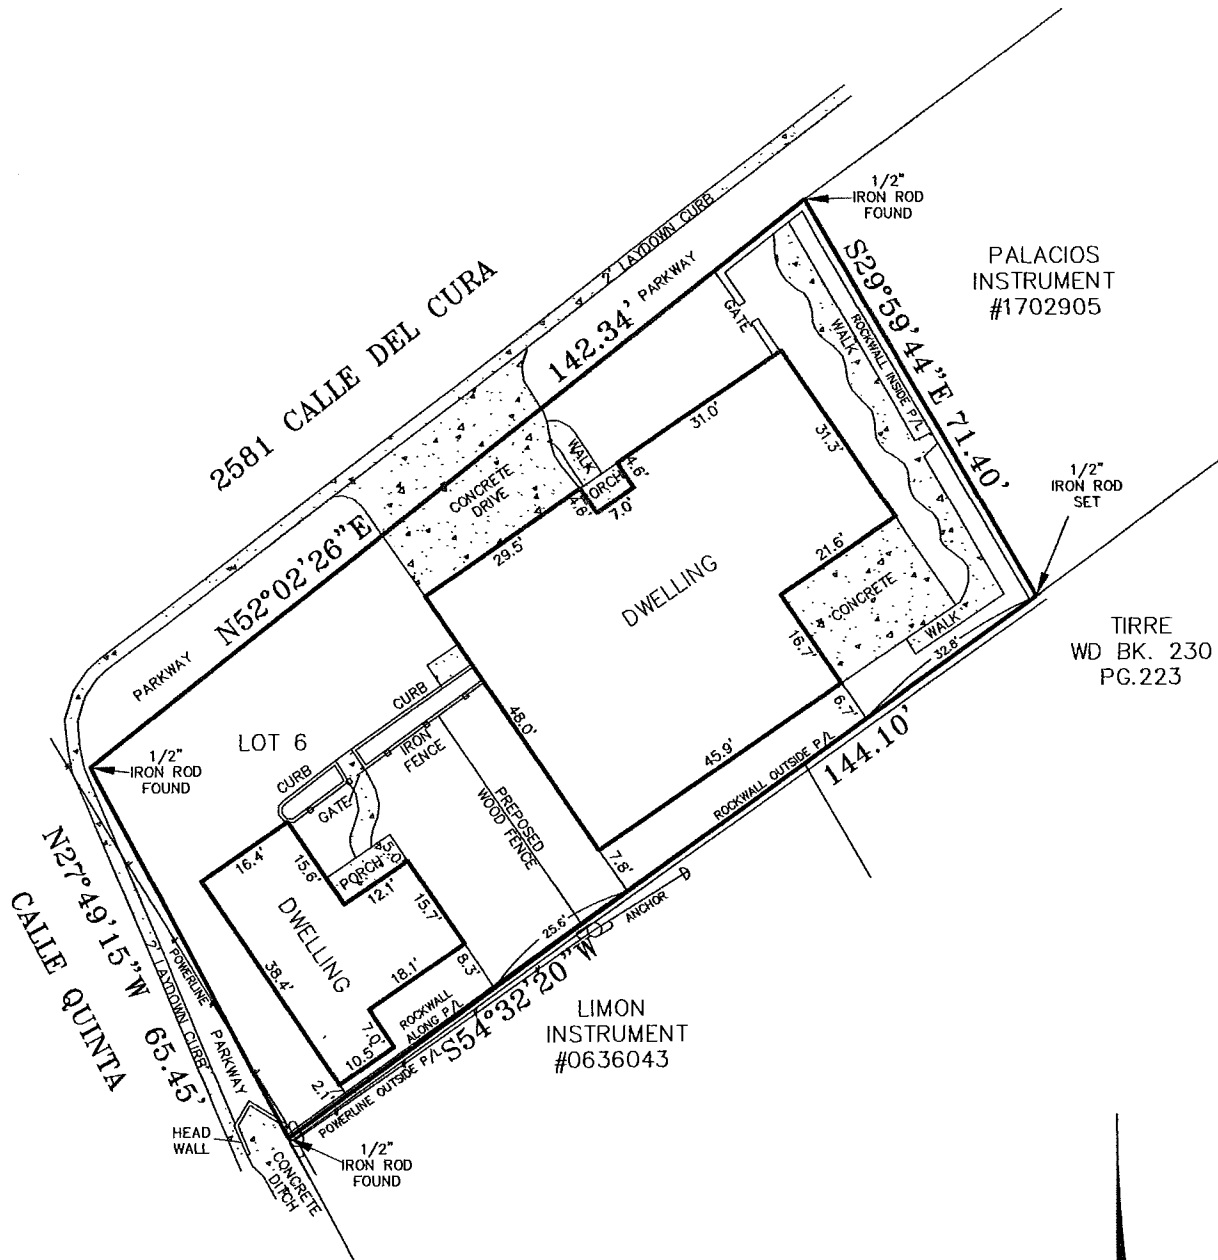 1/2"
IRON ROD
FOUND
2' LAYDOWN CURB
PARKWAY
PALACIOS
INSTRUMENT
#1702905
S29°59'44"E 71.40'
2581 CALLE DEL CURA
142.34'
GATE
WALK
ROCKWALL INSIDE P/L
31.0'
31.3'
WALK
4.6'
PORCH
4.8'
7.0'
CONCRETE
DRIVE
1/2"
IRON ROD
SET
N52°02'26"E
29.5'
21.6'
DWELLING
CONCRETE
16.7'
WALK
32.8'
TIRRE
WD BK. 230
PG.223
PARKWAY
CURB
48.0'
6.7'
LOT 6
1/2"
IRON ROD
FOUND
IRON
FENCE
45.9'
ROCKWALL OUTSIDE P/L
144.10'
CURB
GATE
PREPOSED
WOOD FENCE
16.4'
15.6'
PORCH
5.0'
12.1'
15.7'
7.8'
ANCHOR
25.6'
N27°49'15"W 65.45'
CALLE QUINTA
DWELLING
38.4'
18.1'
8.3'
POWERLINE
2' LAYDOWN CURB
PARKWAY
7.0'
10.5'
2.1'
ROCKWALL
ALONG P/L
S54°32'20"W
LIMON
INSTRUMENT
#0636043
POWERLINE OUTSIDE P/L
HEAD
WALL
CONCRETE
DITCH
1/2"
IRON ROD
FOUND